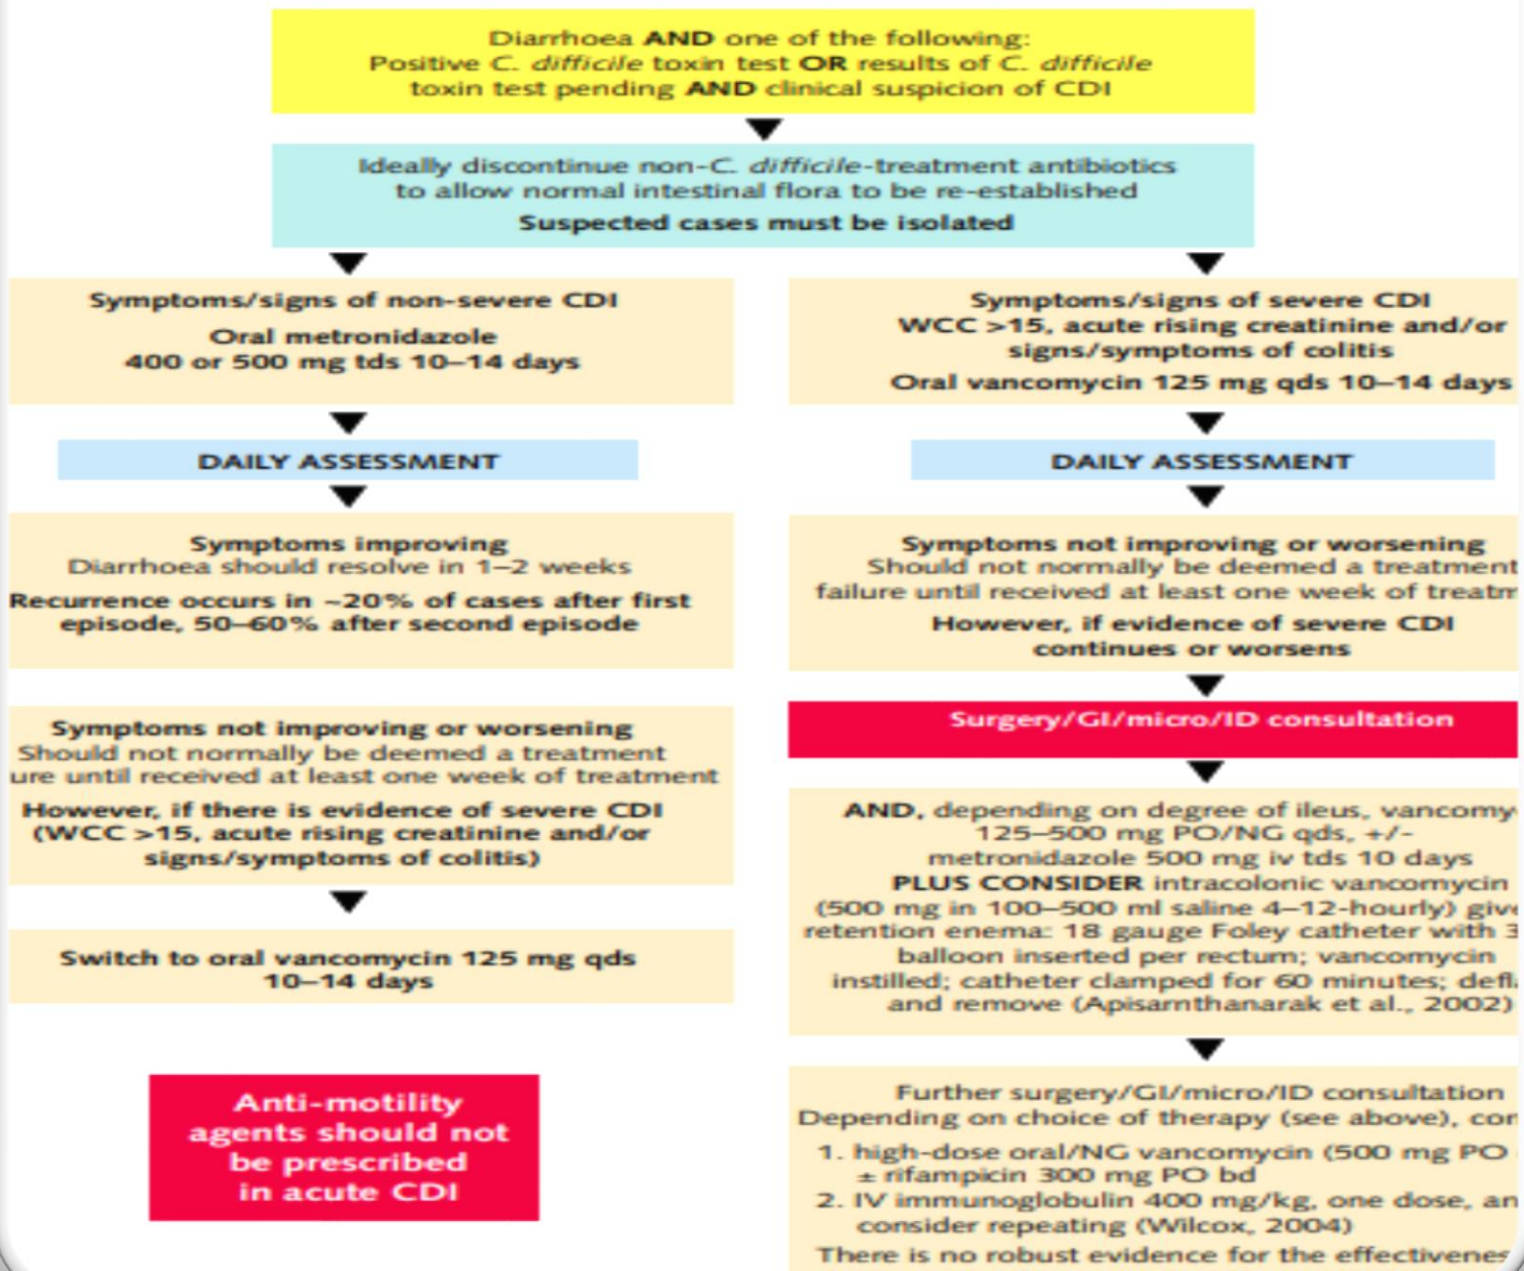 Diarrhoea AND one of the following:
Positive C. difficile toxin test OR results of C. difficile
toxin test pending AND clinical suspicion of CDI
Ideally discontinue non-C. difficile-treatment antibiotics
to allow normal intestinal flora to be re-established
Suspected cases must be isolated
Symptoms/signs of non-severe CDI
Oral metronidazole
400 or 500 mg tds 10–14 days
DAILY ASSESSMENT
Symptoms improving
Diarrhoea should resolve in 1–2 weeks
Recurrence occurs in ~20% of cases after first
episode, 50–60% after second episode
Symptoms not improving or worsening
Should not normally be deemed a treatment
ure until received at least one week of treatment
However, if there is evidence of severe CDI
(WCC >15, acute rising creatinine and/or
signs/symptoms of colitis)
Switch to oral vancomycin 125 mg qds
10–14 days
Anti-motility
agents should not
be prescribed
in acute CDI
Symptoms/signs of severe CDI
WCC >15, acute rising creatinine and/or
signs/symptoms of colitis
Oral vancomycin 125 mg qds 10–14 days
DAILY ASSESSMENT
Symptoms not improving or worsening
Should not normally be deemed a treatment
failure until received at least one week of treatm
However, if evidence of severe CDI
continues or worsens
Surgery/GI/micro/ID consultation
AND, depending on degree of ileus, vancomy
125–500 mg PO/NG qds, +/-
metronidazole 500 mg iv tds 10 days
PLUS CONSIDER intracolonic vancomycin
(500 mg in 100–500 ml saline 4–12-hourly) give
retention enema: 18 gauge Foley catheter with 3
balloon inserted per rectum; vancomycin
instilled; catheter clamped for 60 minutes; defl
and remove (Apisarnthanarak et al., 2002)
Further surgery/GI/micro/ID consultation
Depending on choice of therapy (see above), con
1. high-dose oral/NG vancomycin (500 mg PO
± rifampicin 300 mg PO bd
2. IV immunoglobulin 400 mg/kg, one dose, an
consider repeating (Wilcox, 2004)
There is no robust evidence for the effectivenes